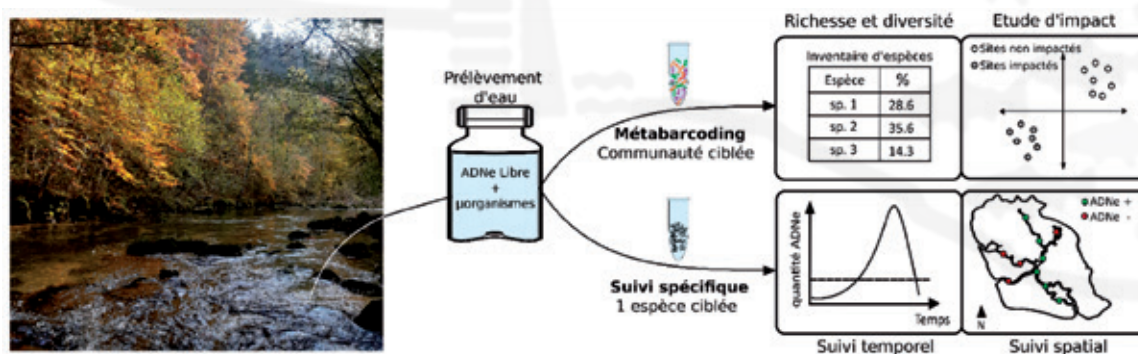 Prélèvement
d'eau
ADNe Libre
+
µorganismes
Métabarcoding
Communauté ciblée
Suivi spécifique
1 espèce ciblée
Richesse et diversité
Inventaire d'espèces
Espèce %
sp. 1 28.6
sp. 2 35.6
sp. 3 14.3
Etude d'impact
Sites non impactés
Sites impactés
quantité ADNe
Temps
Suivi temporel
ADNe +
ADNe -
N
Suivi spatial